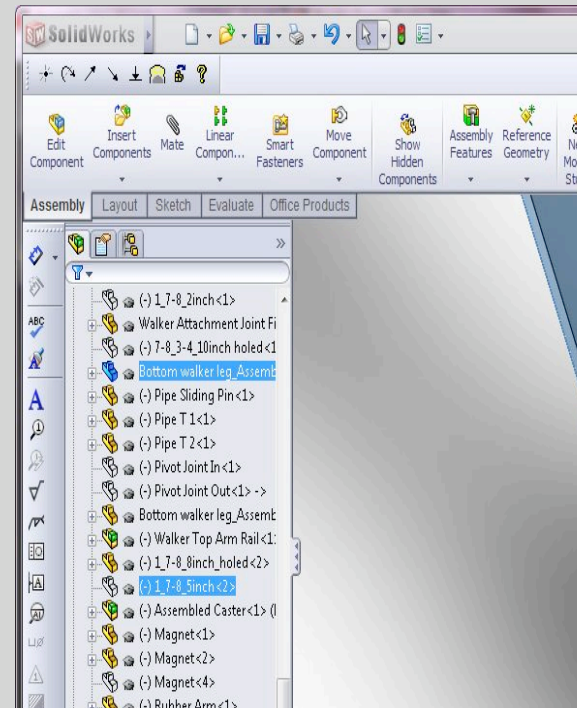 SolidWorks
Edit Component
Insert Components
Mate
Linear Compon...
Smart Fasteners
Move Component
Show Hidden Components
Assembly Features
Reference Geometry
Assembly
Layout
Sketch
Evaluate
Office Products
(-) 1_7-8_2inch<1>
Walker Attachment Joint Fi
(-) 7-8_3-4_10inch holed<1
Bottom walker leg_Assemb
(-) Pipe Sliding Pin<1>
(-) Pipe T 1<1>
(-) Pipe T 2<1>
(-) Pivot Joint In<1>
(-) Pivot Joint Out<1> ->
Bottom walker leg_Assemb
(-) Walker Top Arm Rail<1:
(-) 1_7-8_8inch_holed<2>
(-) 1_7-8_5inch<2>
(-) Assembled Caster<1> (
(-) Magnet<1>
(-) Magnet<2>
(-) Magnet<4>
(-) Rubber Arm<1>
ABC
A